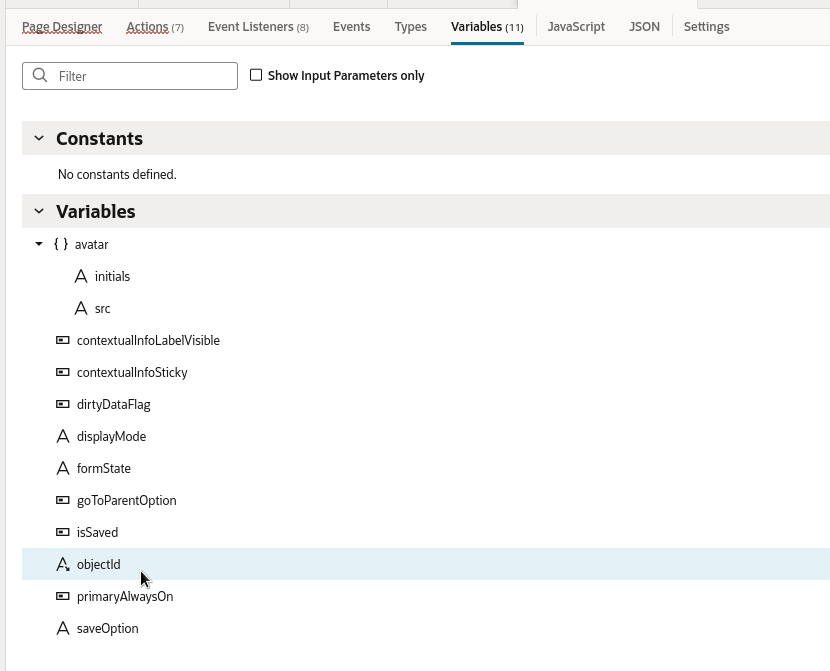 Page Designer Actions (7) Event Listeners (8) Events Types Variables (11) JavaScript JSON Settings
Filter Show Input Parameters only
Constants
No constants defined.
Variables
{ } avatar
initials
src
contextualInfoLabelVisible
contextualInfoSticky
dirtyDataFlag
displayMode
formState
goToParentOption
isSaved
objectId
primaryAlwaysOn
saveOption